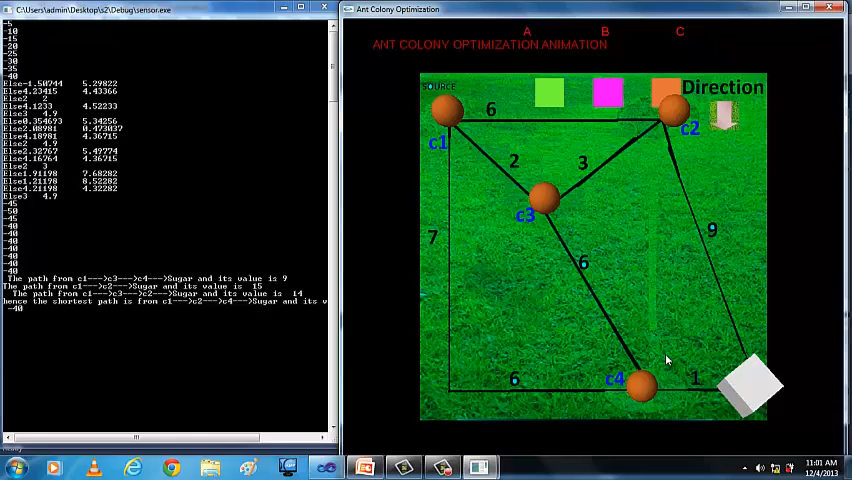 C:\Users\admin\Desktop\s2\Debug\sensor.exe
-5
-10
-15
20
25
30
-35
40
Else-1.50744 5.29822
Else4.23415 4.43366
Else2 2
Else4.1233 4.52233
Else3 4.9
Else0.354693 5.34256
Else2.08981 0.473037
Else4.18981 4.36715
Else2 4.9
Else2.32767 5.49774
Else4.16764 4.36715
Else2 3
Else1.91198 7.68282
Else1.21198 8.52282
Else4.21198 4.32282
Else3 4.9
-45
50
45
-40
-40
-40
40
-40
40
The path from c1--->c3--->c4--->Sugar and its value is 9
The path from c1--->c2--->Sugar and its value is 15
The path from c1--->c3--->c2--->Sugar and its value is 14
hence the shortest path is from c1--->c2--->c4--->Sugar and its v
-40
Ant Colony Optimization
A B C
ANT COLONY OPTIMIZATION ANIMATION
SOURCE
Direction
6
c1
c2
2
3
c3
7
9
6
c4
6
1
11:01 AM
12/4/2013